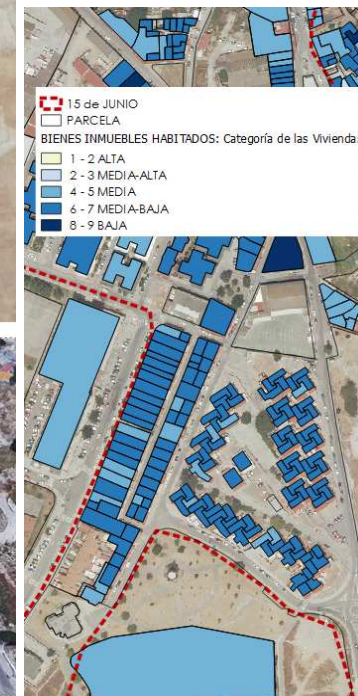 15 de JUNIO
PARCELA
BIENES INMUEBLES HABITADOS: Categoría de las Vivienda
1 - 2 ALTA
2 - 3 MEDIA-ALTA
4 - 5 MEDIA
6 - 7 MEDIA-BAJA
8 - 9 BAJA